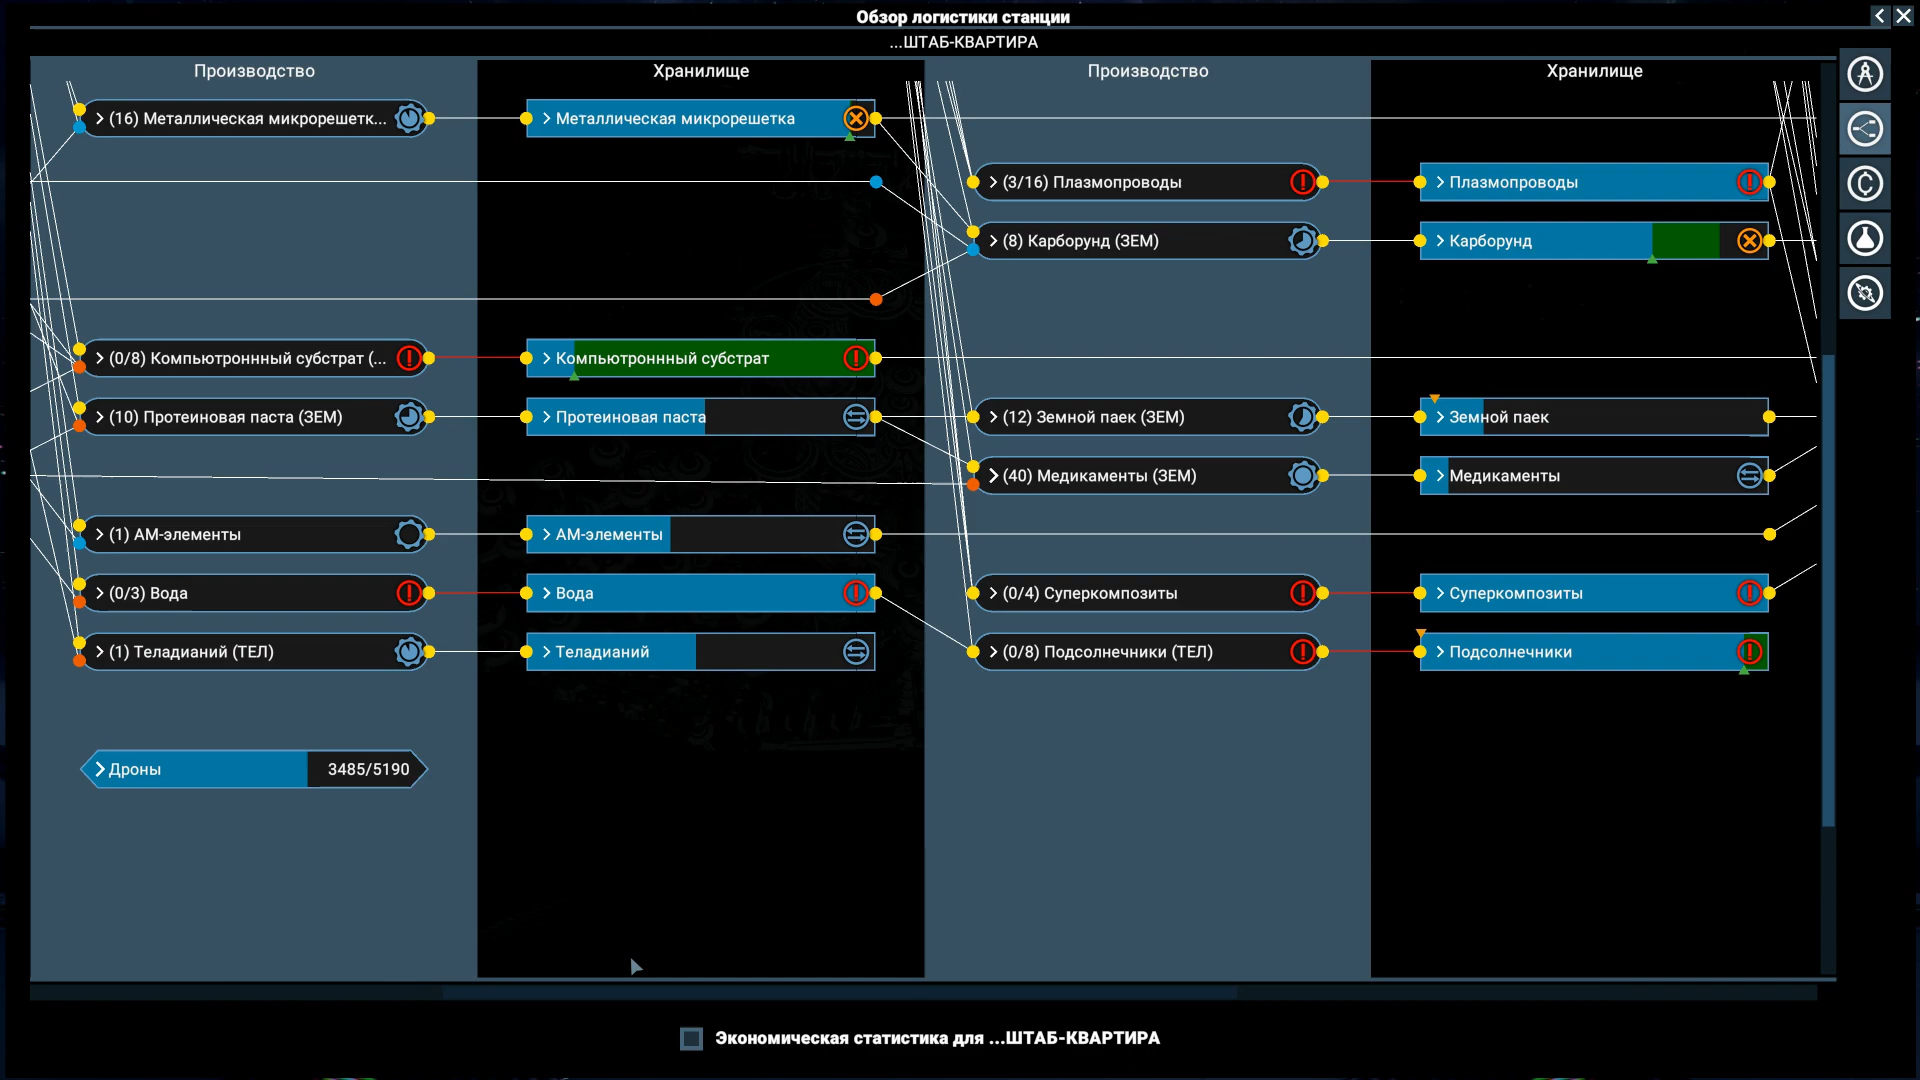 Обзор логистики станции
...ШТАБ-КВАРТИРА
Производство
Хранилище
Производство
Хранилище
(16) Металлическая микрорешетк...
Металлическая микрорешетка
(3/16) Плазмопроводы
Плазмопроводы
(8) Карборунд (ЗЕМ)
Карборунд
(0/8) Компьютроннный субстрат (...
Компьютроннный субстрат
(10) Протеиновая паста (ЗЕМ)
Протеиновая паста
(12) Земной паек (ЗЕМ)
Земной паек
(40) Медикаменты (ЗЕМ)
Медикаменты
(1) АМ-элементы
АМ-элементы
(0/3) Вода
Вода
(0/4) Суперкомпозиты
Суперкомпозиты
(1) Теладианий (ТЕЛ)
Теладианий
(0/8) Подсолнечники (ТЕЛ)
Подсолнечники
Дроны 3485/5190
Экономическая статистика для ...ШТАБ-КВАРТИРА